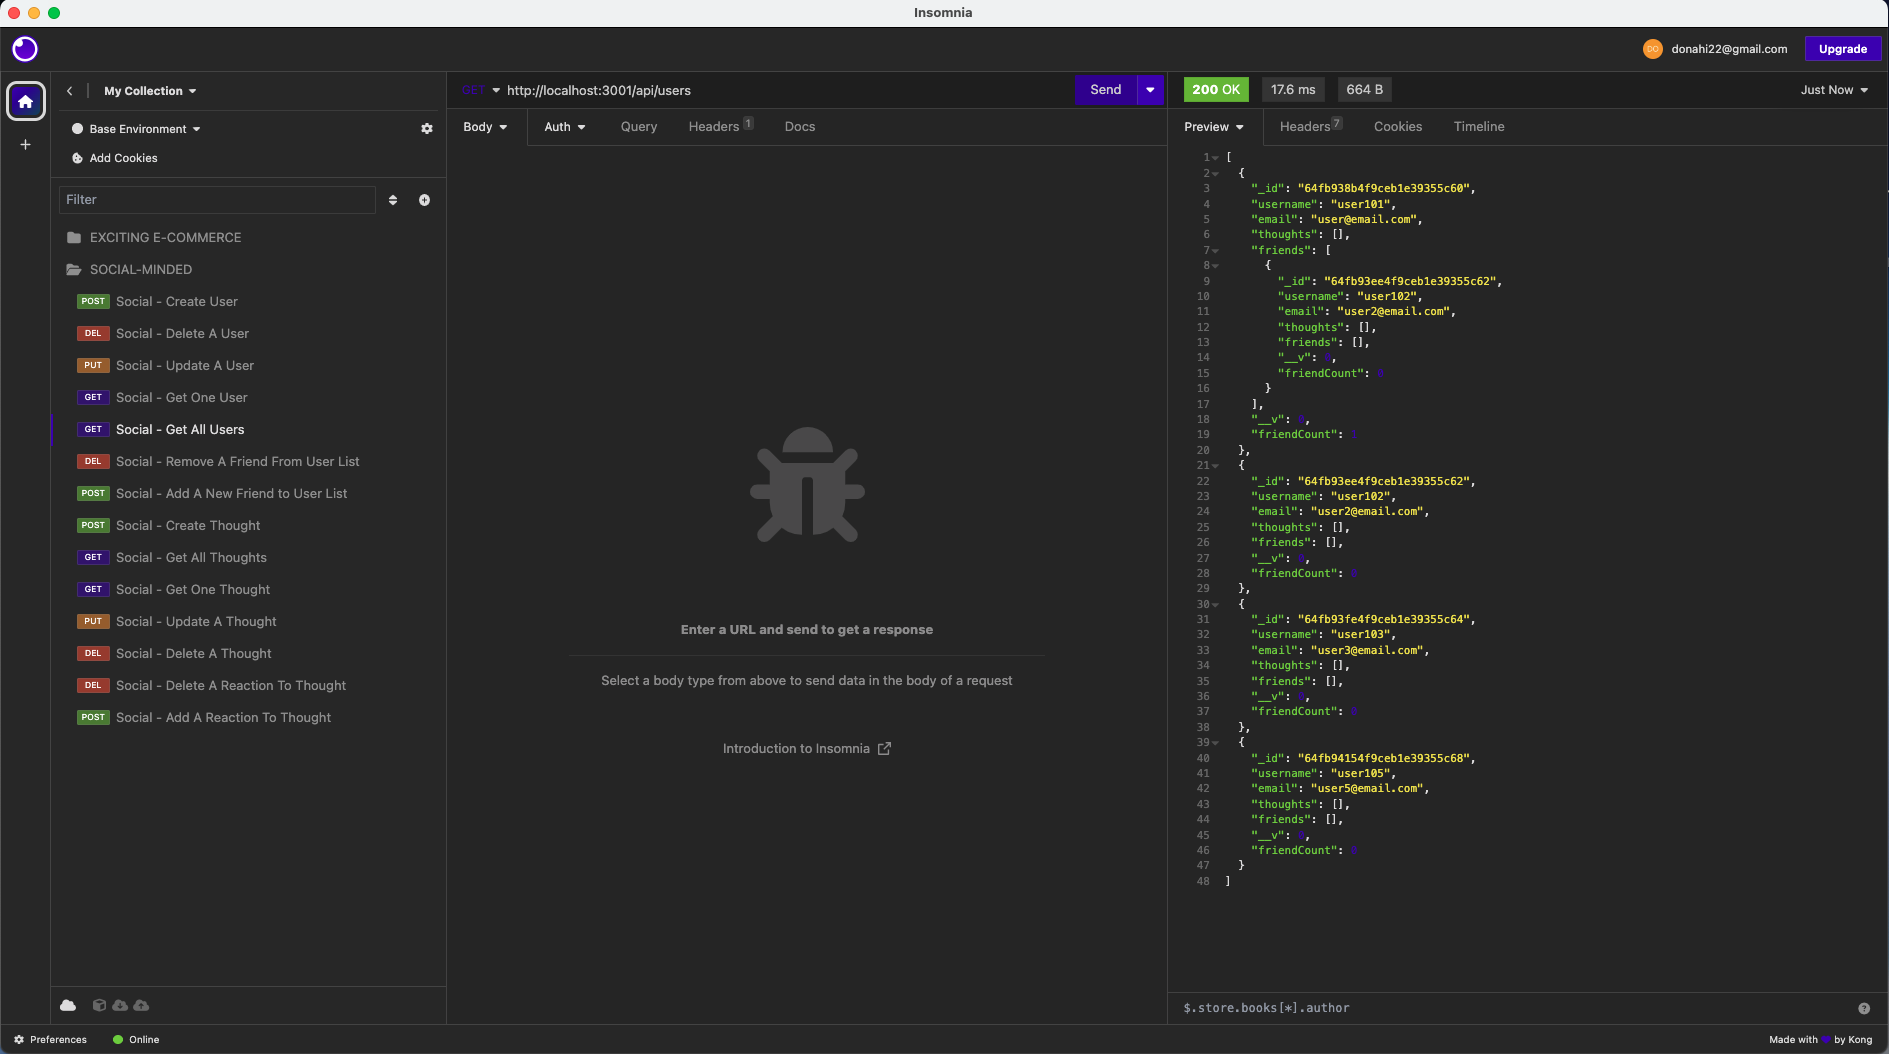 Insomnia
DO donahi22@gmail.com Upgrade
My Collection
GET http://localhost:3001/api/users Send
200 OK 17.6 ms 664 B Just Now
Base Environment
Add Cookies
Body Auth Query Headers 1 Docs
Preview Headers 7 Cookies Timeline
Filter
EXCITING E-COMMERCE
SOCIAL-MINDED
POST Social - Create User
DEL Social - Delete A User
PUT Social - Update A User
GET Social - Get One User
GET Social - Get All Users
DEL Social - Remove A Friend From User List
POST Social - Add A New Friend to User List
POST Social - Create Thought
GET Social - Get All Thoughts
GET Social - Get One Thought
PUT Social - Update A Thought
DEL Social - Delete A Thought
DEL Social - Delete A Reaction To Thought
POST Social - Add A Reaction To Thought
Enter a URL and send to get a response
Select a body type from above to send data in the body of a request
Introduction to Insomnia
1 [
2 {
3 "_id": "64fb938b4f9ceb1e39355c60",
4 "username": "user101",
5 "email": "user@email.com",
6 "thoughts": [],
7 "friends": [
8 {
9 "_id": "64fb93ee4f9ceb1e39355c62",
10 "username": "user102",
11 "email": "user2@email.com",
12 "thoughts": [],
13 "friends": [],
14 "__v": ,
15 "friendCount": 0
16 }
17 ],
18 "__v": ,
19 "friendCount":
20 },
21 {
22 "_id": "64fb93ee4f9ceb1e39355c62",
23 "username": "user102",
24 "email": "user2@email.com",
25 "thoughts": [],
26 "friends": [],
27 "__v": ,
28 "friendCount": 0
29 },
30 {
31 "_id": "64fb93fe4f9ceb1e39355c64",
32 "username": "user103",
33 "email": "user3@email.com",
34 "thoughts": [],
35 "friends": [],
36 "__v": ,
37 "friendCount": 0
38 },
39 {
40 "_id": "64fb94154f9ceb1e39355c68",
41 "username": "user105",
42 "email": "user5@email.com",
43 "thoughts": [],
44 "friends": [],
45 "__v": ,
46 "friendCount": 0
47 }
48 ]
$.store.books[*].author
Preferences Online Made with by Kong